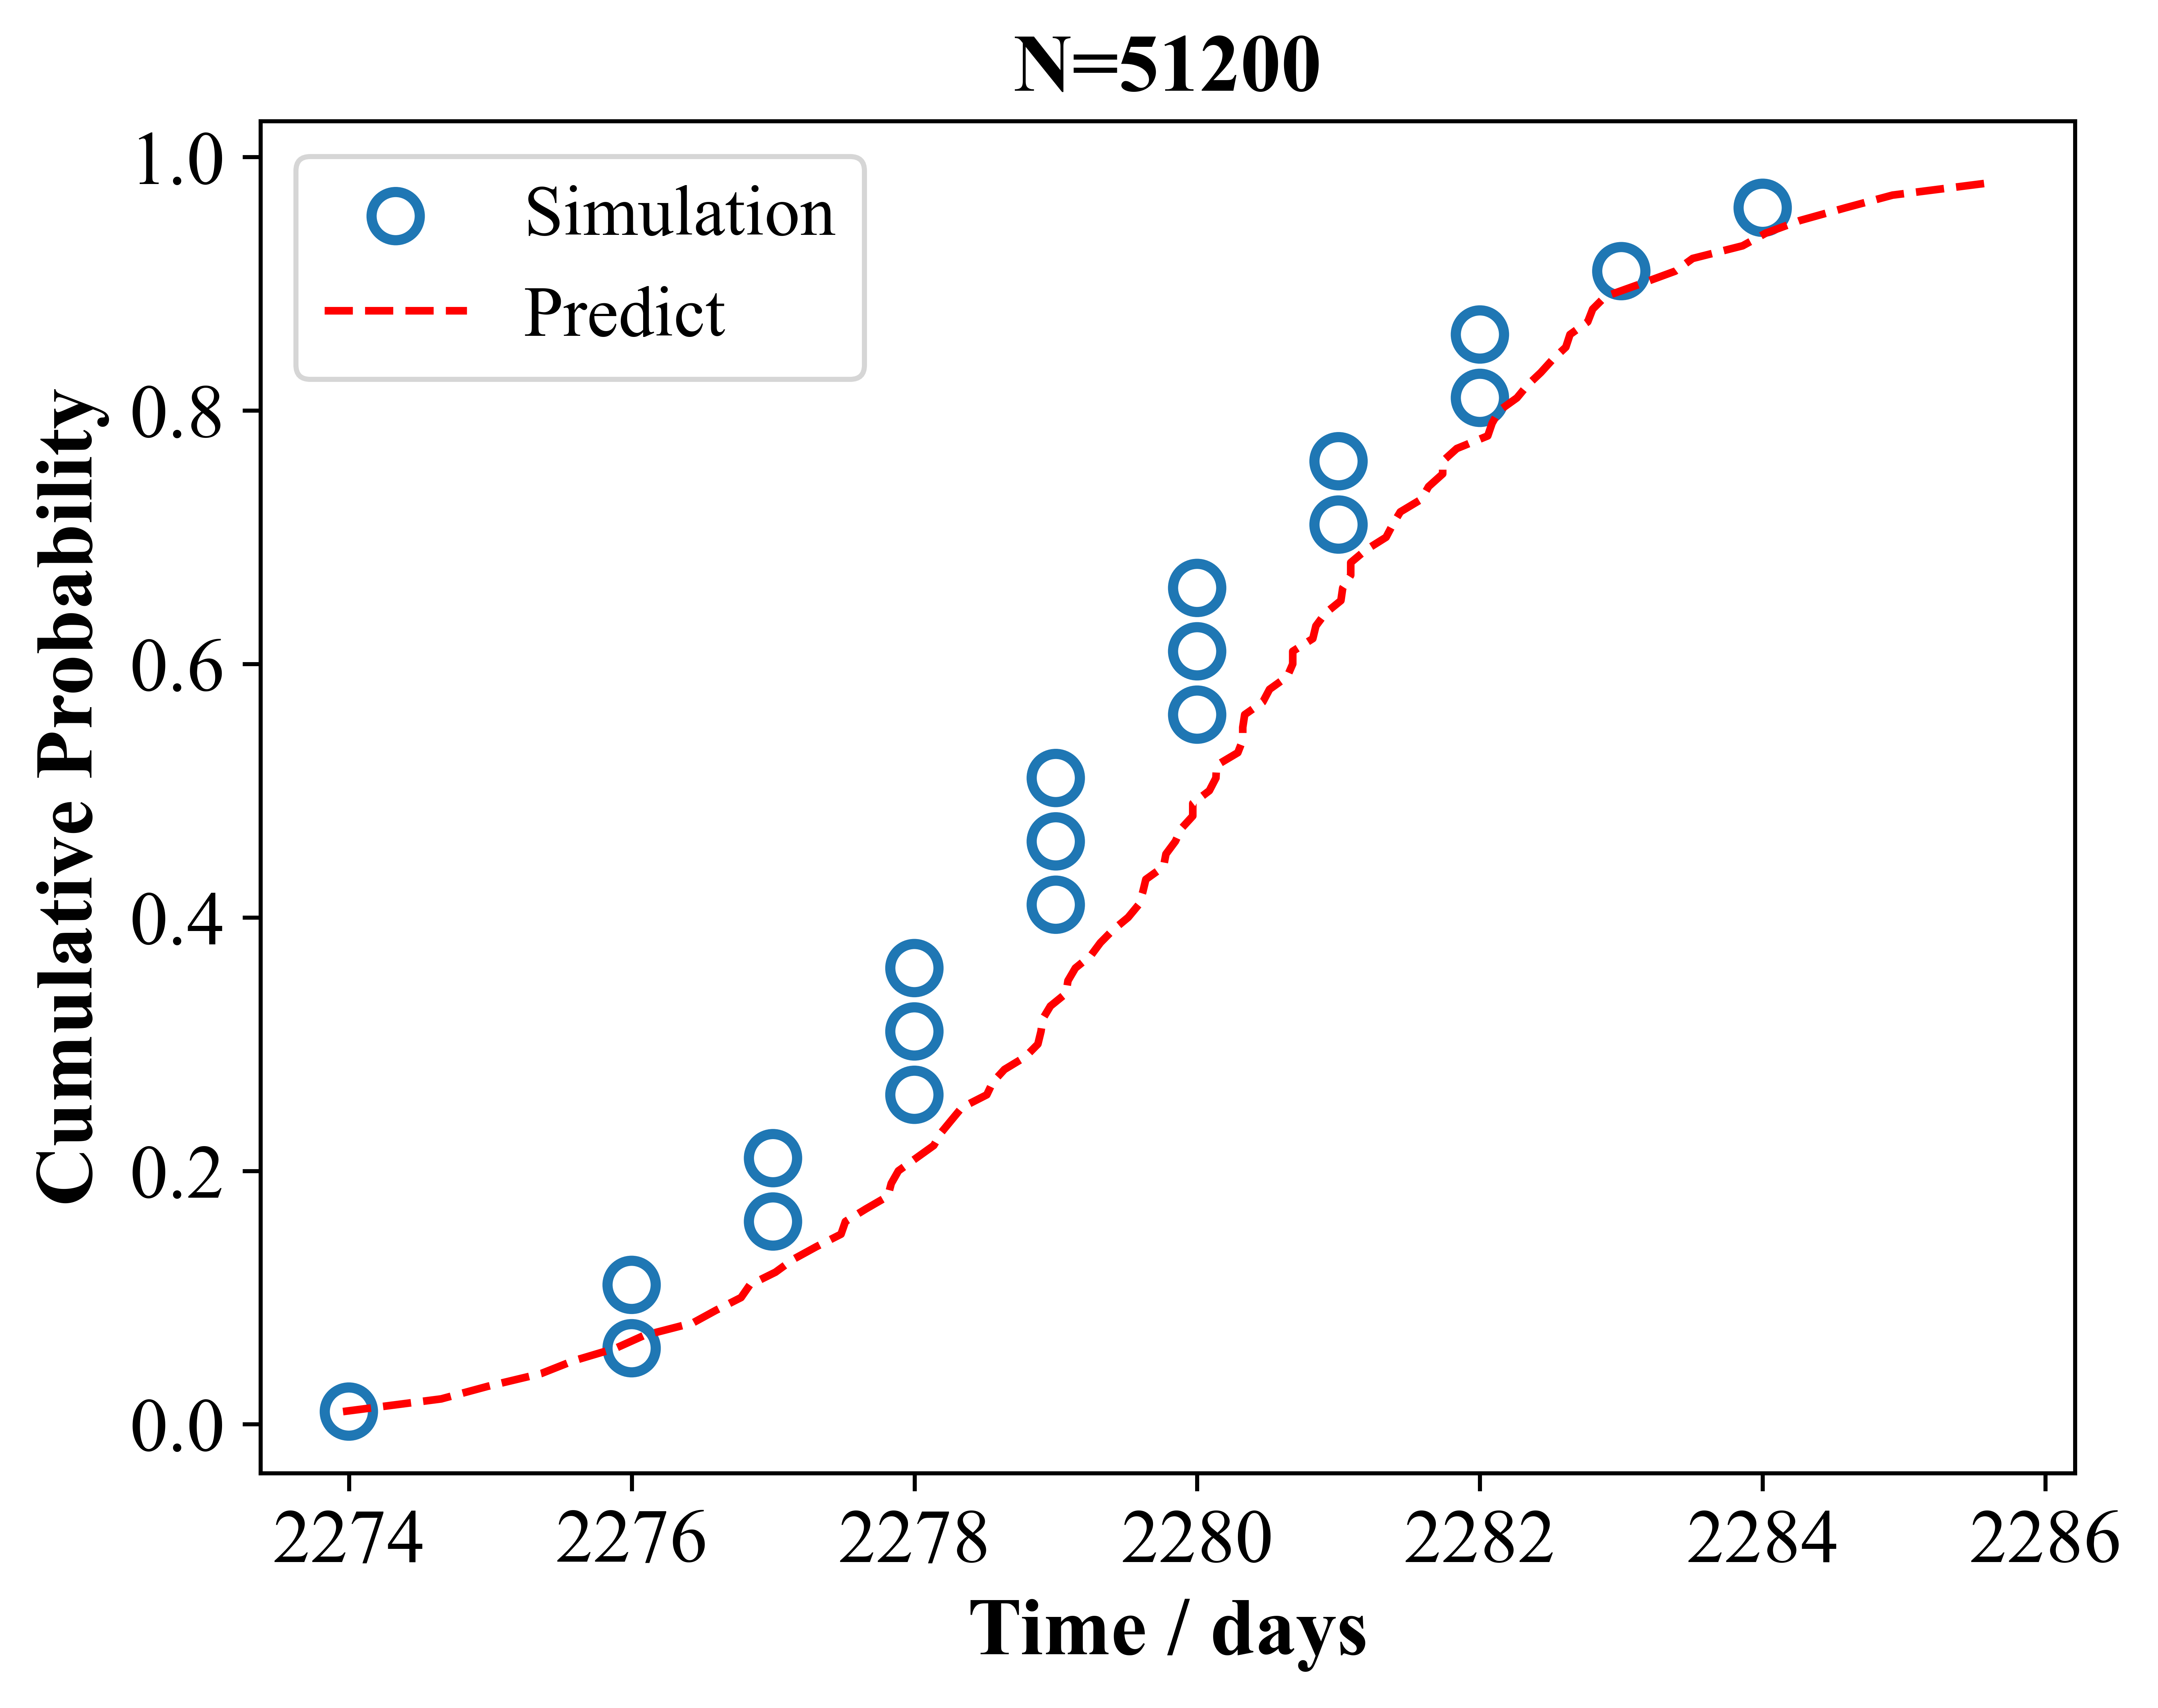 N=51200
Simulation
Predict
Cumulative Probability
1.0
0.8
0.6
0.4
0.2
0.0
2274 2276 2278 2280 2282 2284 2286
Time / days